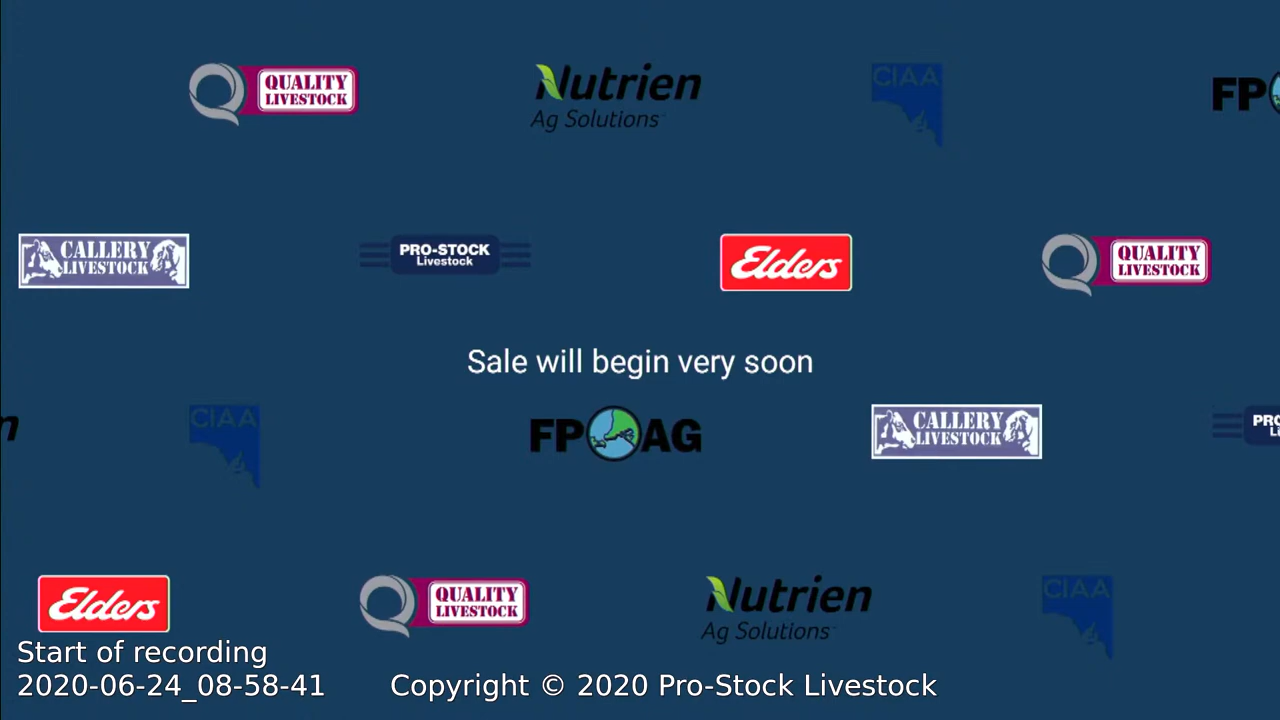 QUALITY
LIVESTOCK
Nutrien
Ag Solutions
CIAA
FP
CALLERY
LIVESTOCK
PRO-STOCK
Livestock
Elders
QUALITY
LIVESTOCK
Sale will begin very soon
CIAA
FP AG
CALLERY
LIVESTOCK
PRO
Li
Elders
QUALITY
LIVESTOCK
Nutrien
Ag Solutions
CIAA
Start of recording
2020-06-24_08-58-41
Copyright © 2020 Pro-Stock Livestock